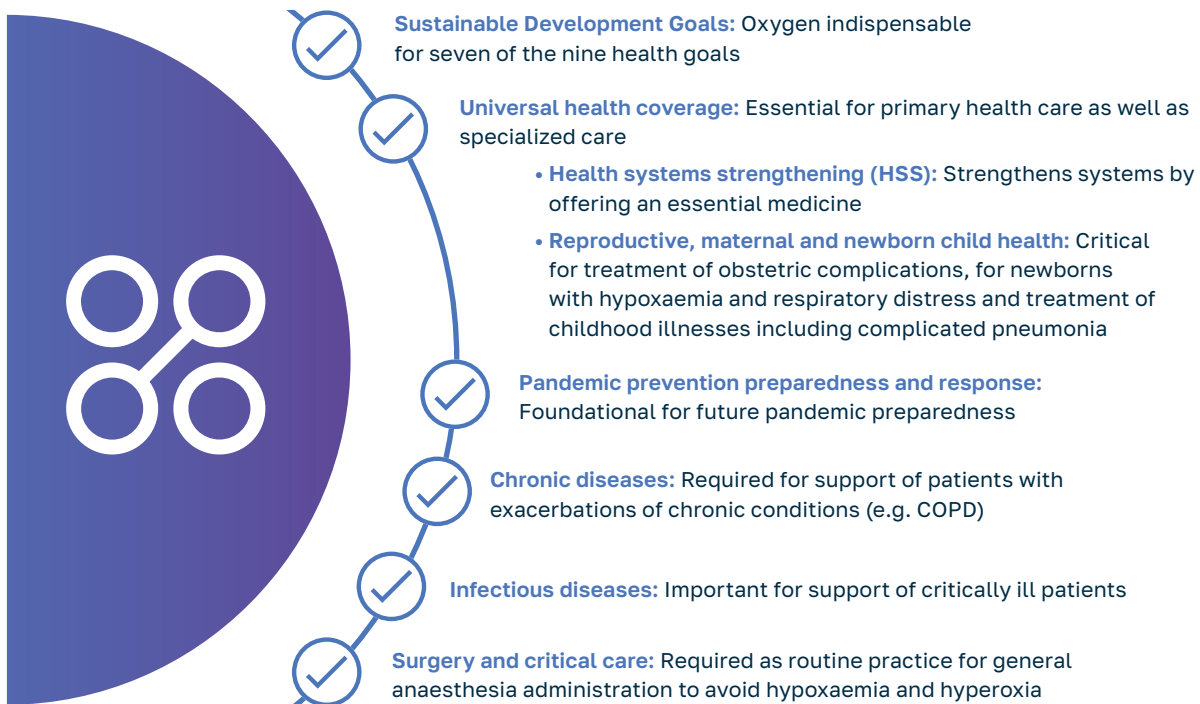 Sustainable Development Goals: Oxygen indispensable
for seven of the nine health goals
Universal health coverage: Essential for primary health care as well as
specialized care
• Health systems strengthening (HSS): Strengthens systems by
offering an essential medicine
• Reproductive, maternal and newborn child health: Critical
for treatment of obstetric complications, for newborns
with hypoxaemia and respiratory distress and treatment of
childhood illnesses including complicated pneumonia
Pandemic prevention preparedness and response:
Foundational for future pandemic preparedness
Chronic diseases: Required for support of patients with
exacerbations of chronic conditions (e.g. COPD)
Infectious diseases: Important for support of critically ill patients
Surgery and critical care: Required as routine practice for general
anaesthesia administration to avoid hypoxaemia and hyperoxia